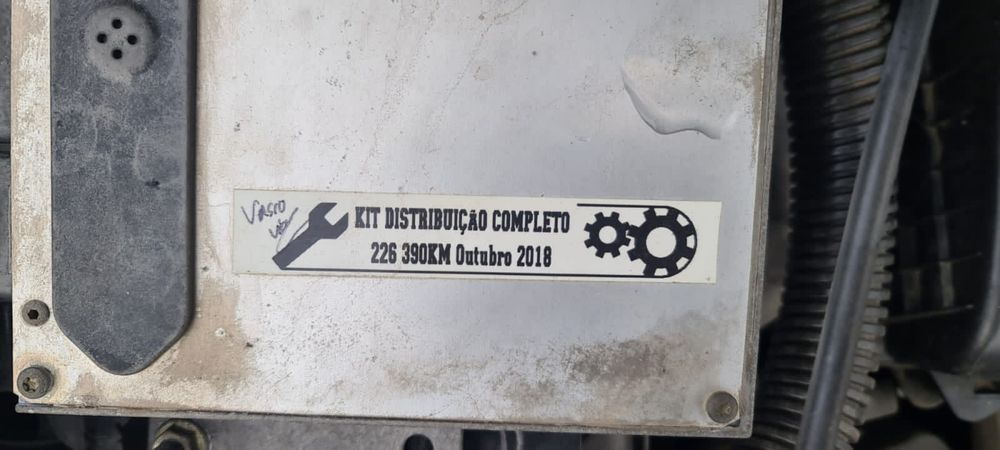 Vasco
KIT DISTRIBUIÇÃO COMPLETO
226 390KM Outubro 2018